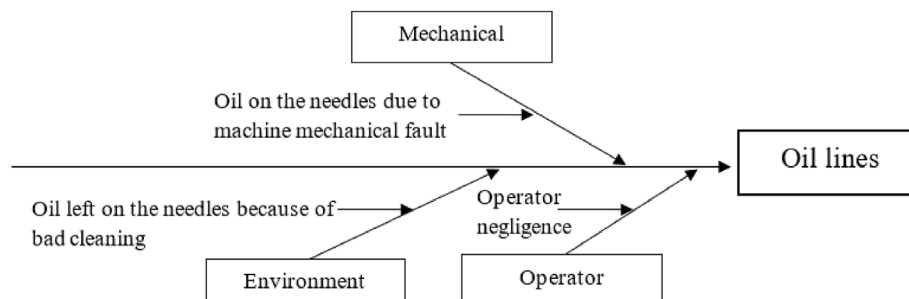 Mechanical
Oil on the needles due to
machine mechanical fault
Oil lines
Oil left on the needles because of
bad cleaning
Operator
negligence
Environment
Operator